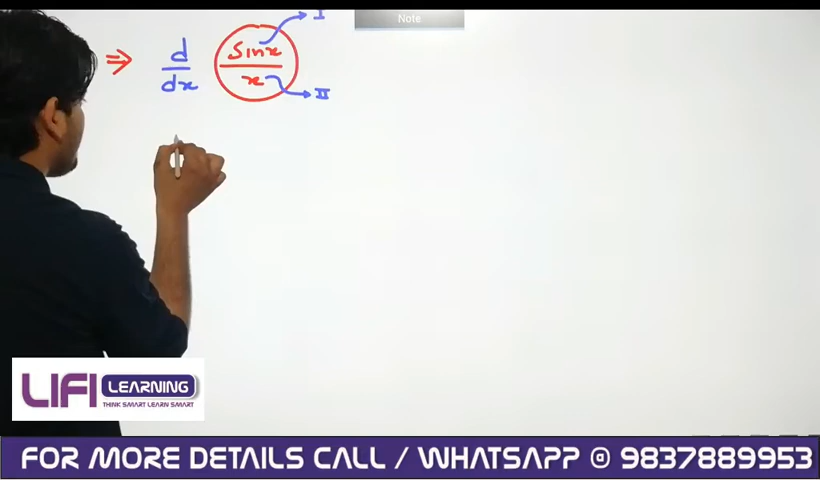 Note
I
⇒ d/dx (sinx/x)
II
LIFI LEARNING
THINK SMART LEARN SMART
FOR MORE DETAILS CALL / WHATSAPP @ 9837889953